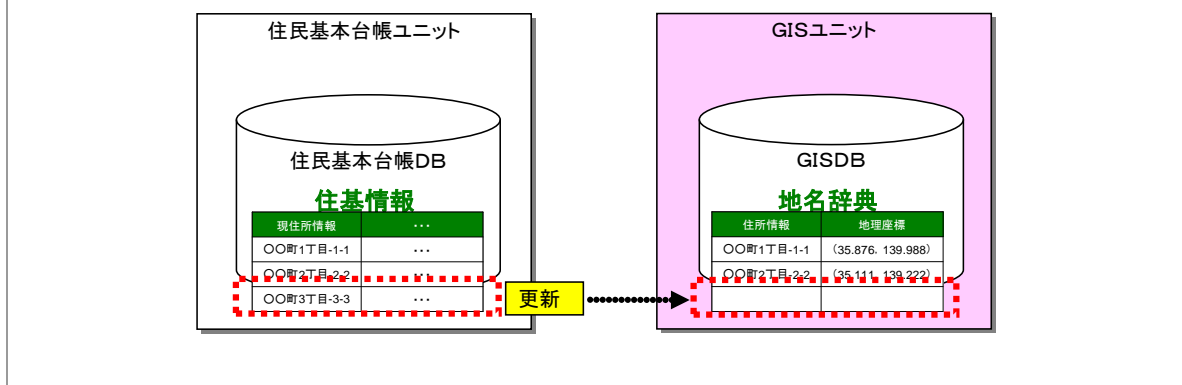 住民基本台帳ユニット
住民基本台帳DB
住基情報
現住所情報 ・・・
〇〇町1丁目-1-1 ・・・
〇〇町2丁目-2-2 ・・・
〇〇町3丁目-3-3 ・・・
更新
GISユニット
GISDB
地名辞典
住所情報 地理座標
〇〇町1丁目-1-1 (35.876, 139.988)
〇〇町2丁目-2-2 (35.111, 139.222)